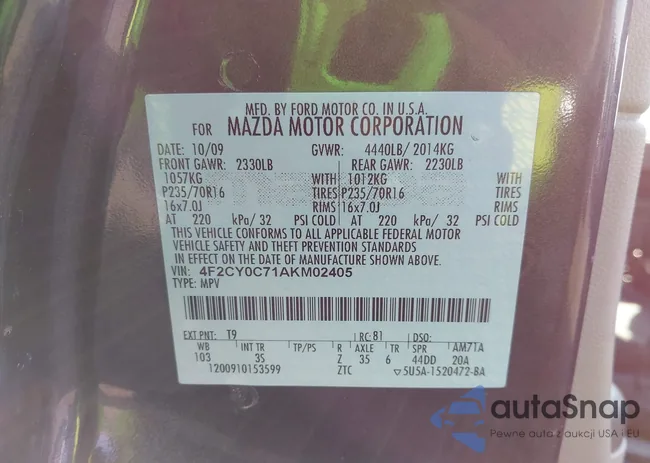 MFD. BY FORD MOTOR CO. IN U.S.A.
FOR MAZDA MOTOR CORPORATION
DATE: 10/09 GVWR: 4440LB/ 2014KG
FRONT GAWR: 2330LB REAR GAWR: 2230LB
1057KG WITH 1012KG WITH
P235/70R16 TIRES P235/70R16 TIRES
16x7.0J RIMS 16x7.0J RIMS
AT 220 kPa/ 32 PSI COLD AT 220 kPa/ 32 PSI COLD
THIS VEHICLE CONFORMS TO ALL APPLICABLE FEDERAL MOTOR
VEHICLE SAFETY AND THEFT PREVENTION STANDARDS
IN EFFECT ON THE DATE OF MANUFACTURE SHOWN ABOVE.
VIN: 4F2CY0C71AKM02405
TYPE: MPV
EXT PNT: T9 RC: 81 DSO:
WB INT TR TP/PS R AXLE TR SPR AM71A
103 3S Z 35 6 44DD 20A
1200910153599 ZTC ▽5U5A-1520472-BA
autaSnap
Pewne auta z aukcji USA i EU